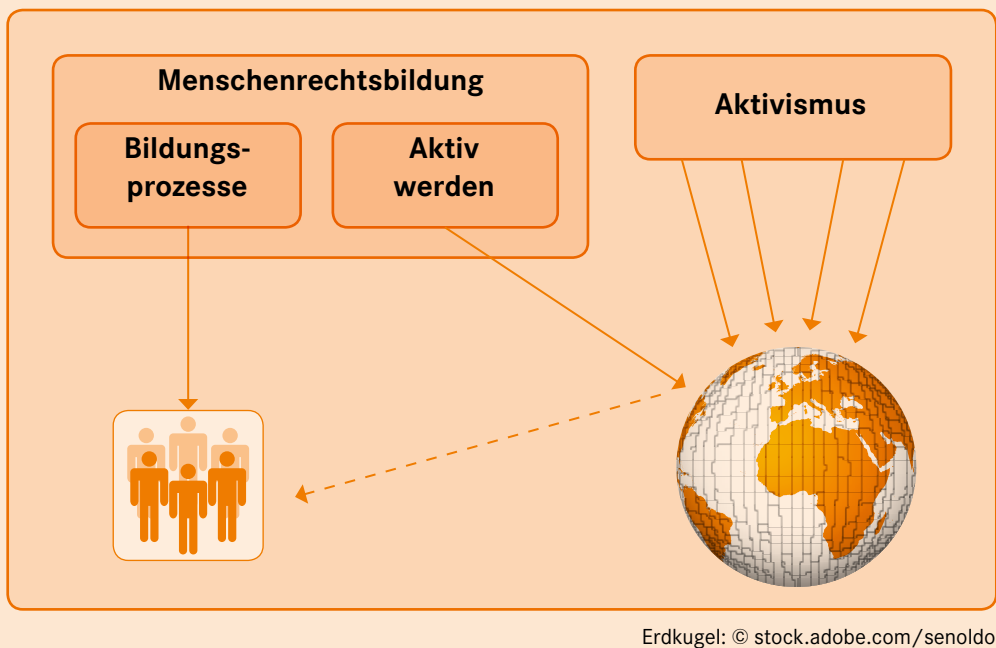 Menschenrechtsbildung
Bildungs-
prozesse
Aktiv
werden
Aktivismus
Erdkugel: © stock.adobe.com/senoldo